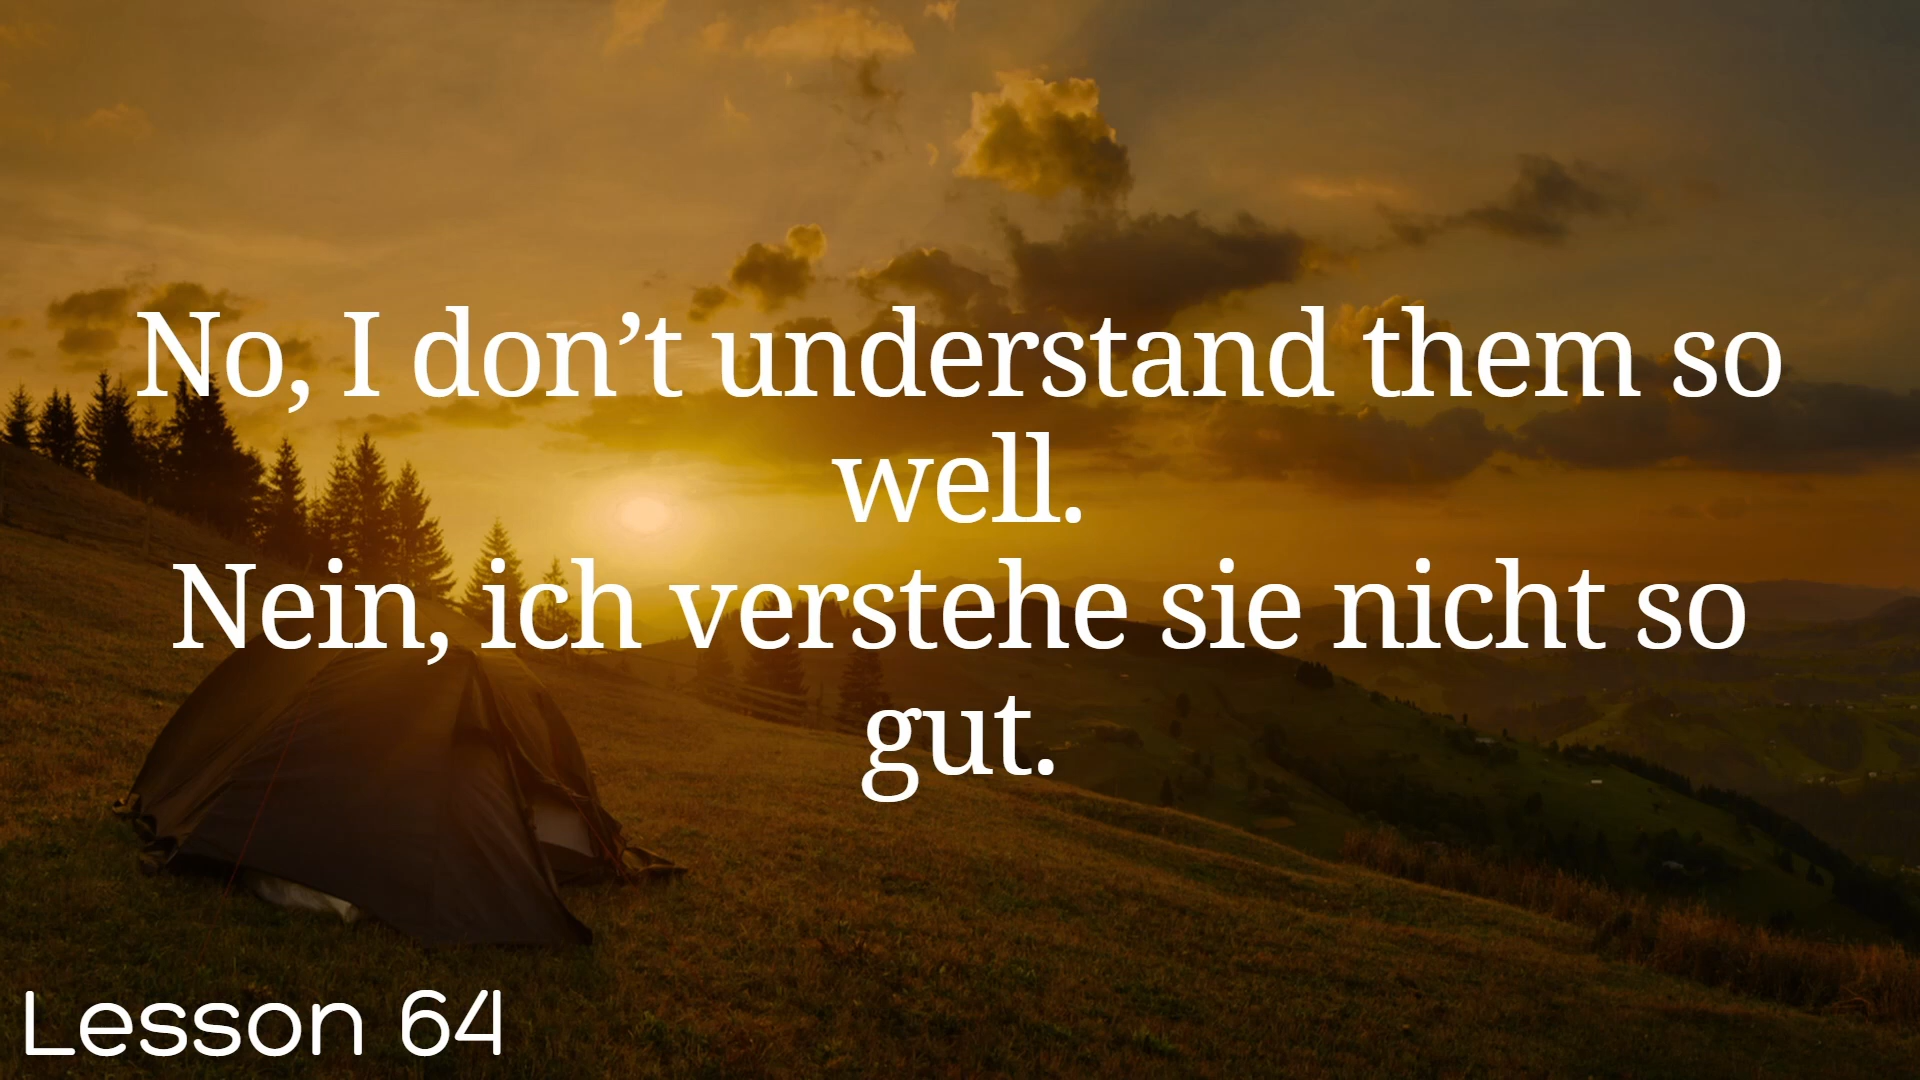 No, I don’t understand them so
well.
Nein, ich verstehe sie nicht so
gut.
Lesson 64